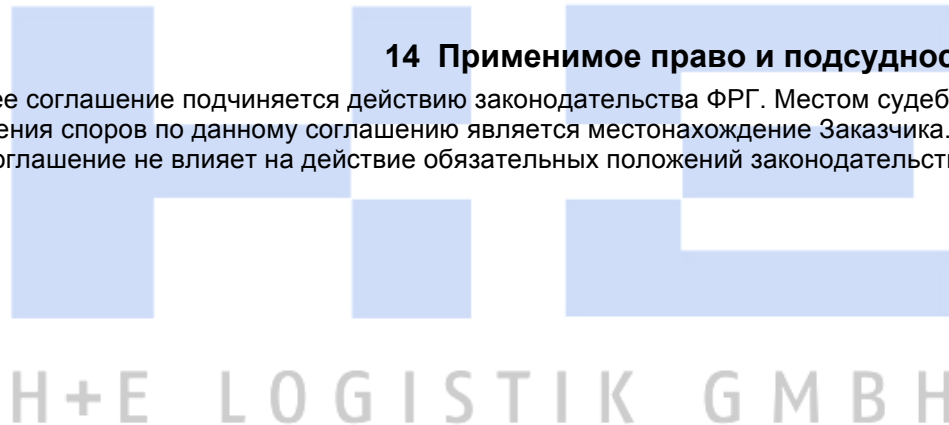 14 Применимое право и подсуднос
ее соглашение подчиняется действию законодательства ФРГ. Местом судеб
ения споров по данному соглашению является местонахождение Заказчика.
оглашение не влияет на действие обязательных положений законодательст
H+E LOGISTIK GMBH